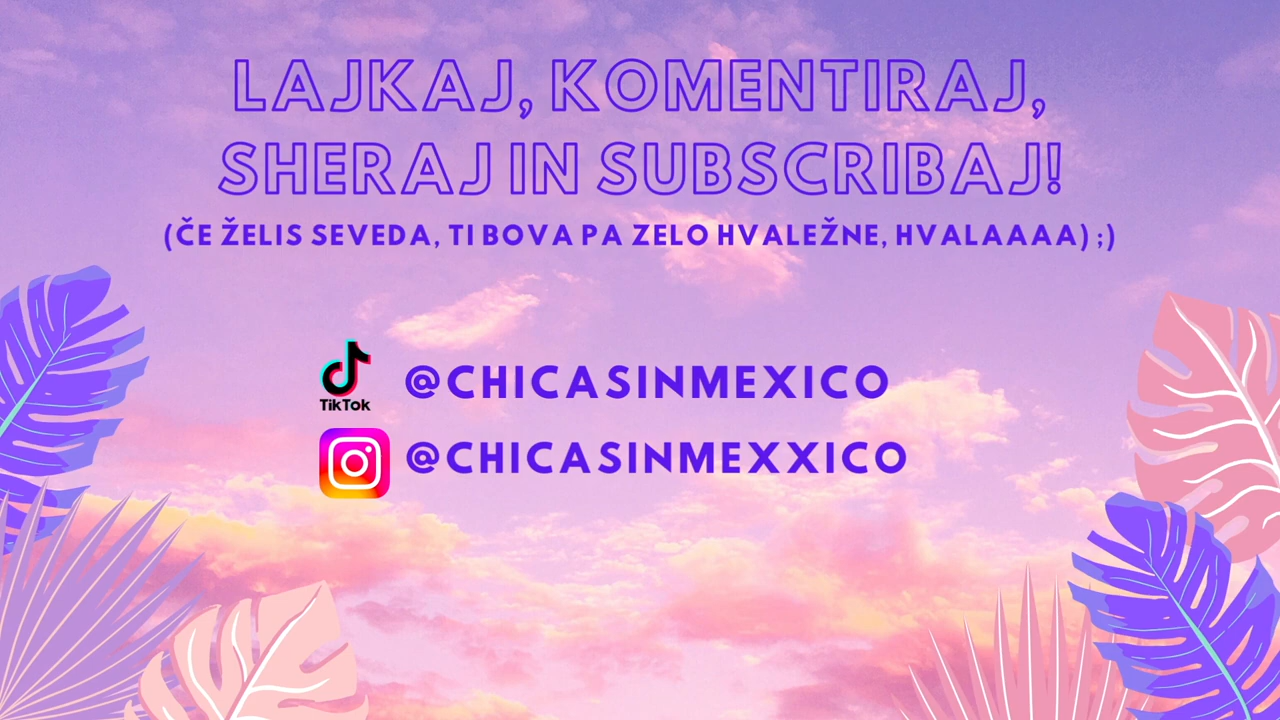 LAJKAJ, KOMENTIRAJ,
SHERAJ IN SUBSCRIBAJ!
(ČE ŽELIS SEVEDA, TI BOVA PA ZELO HVALEŽNE, HVALAAAA) ;)
@CHICASINMEXICO
TikTok
@CHICASINMEXXICO